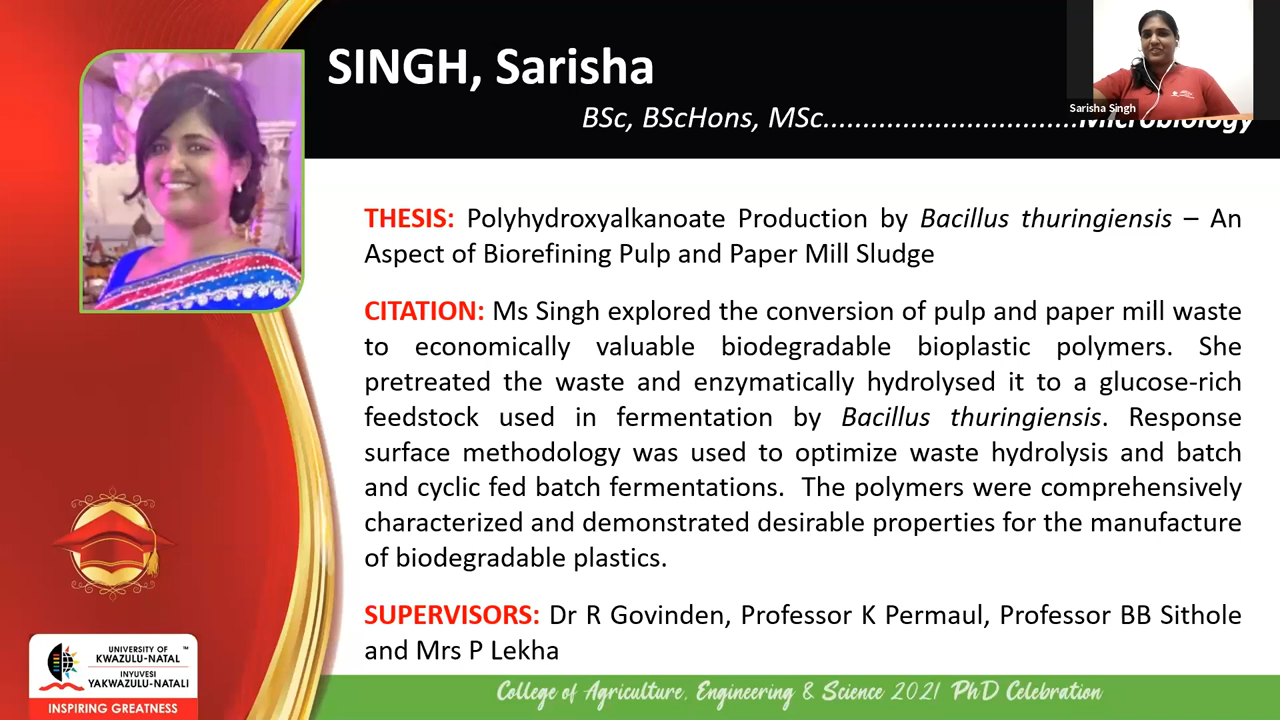 SINGH, Sarisha
BSc, BScHons, MSc................................Microbiology
Sarisha Singh
THESIS: Polyhydroxyalkanoate Production by Bacillus thuringiensis – An
Aspect of Biorefining Pulp and Paper Mill Sludge
CITATION: Ms Singh explored the conversion of pulp and paper mill waste
to economically valuable biodegradable bioplastic polymers. She
pretreated the waste and enzymatically hydrolysed it to a glucose-rich
feedstock used in fermentation by Bacillus thuringiensis. Response
surface methodology was used to optimize waste hydrolysis and batch
and cyclic fed batch fermentations. The polymers were comprehensively
characterized and demonstrated desirable properties for the manufacture
of biodegradable plastics.
SUPERVISORS: Dr R Govinden, Professor K Permaul, Professor BB Sithole
and Mrs P Lekha
UNIVERSITY OF ™
KWAZULU-NATAL
INYUVESI
YAKWAZULU-NATALI
INSPIRING GREATNESS
College of Agriculture, Engineering & Science 2021 PhD Celebration